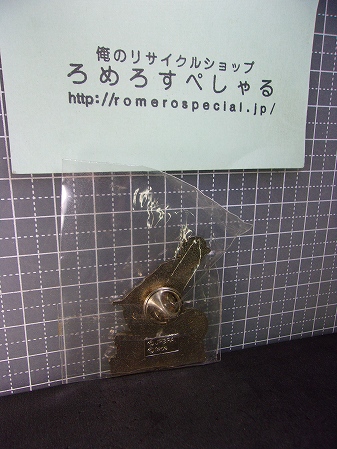 俺のリサイクルショップ
ろめろすぺしゃる
http://romerospecial.jp/